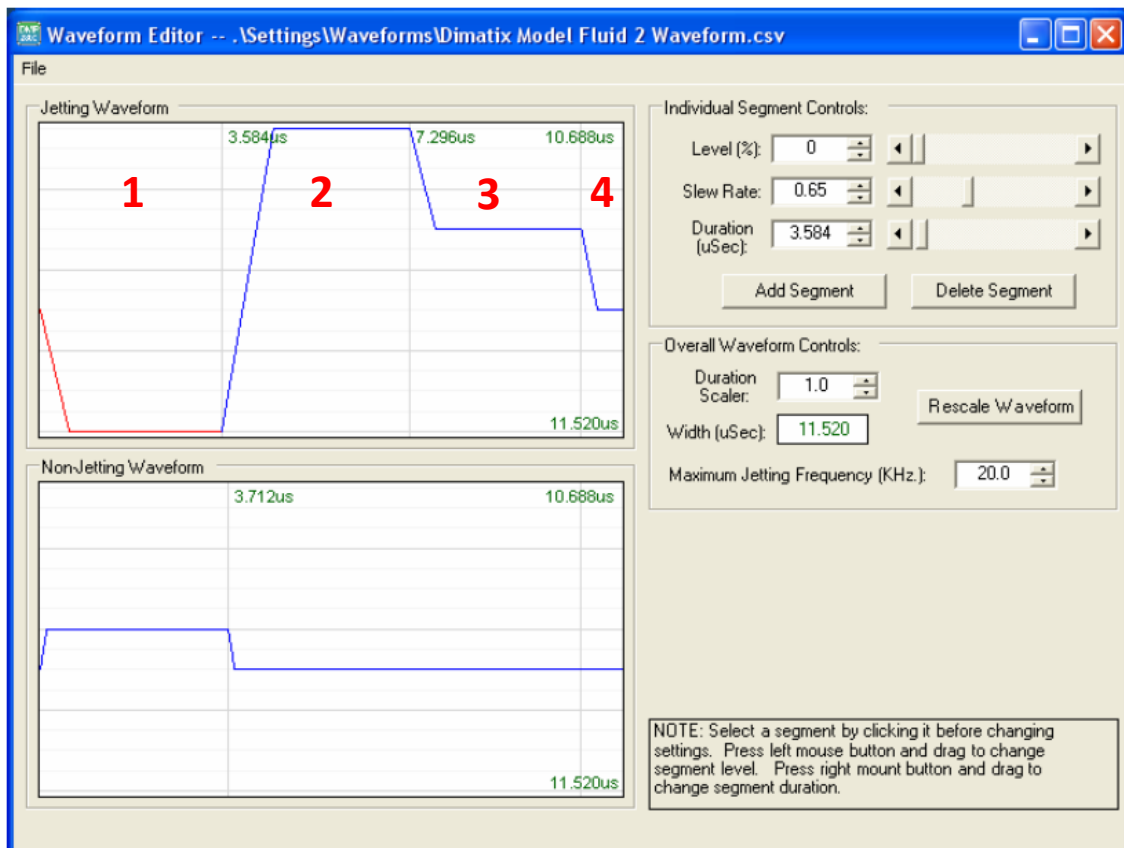 Waveform Editor -- .\Settings\Waveforms\Dimatix Model Fluid 2 Waveform.csv
File
Jetting Waveform
3.584us
7.296us
10.688us
1
2
3
4
11.520us
Non-Jetting Waveform
3.712us
10.688us
11.520us
Individual Segment Controls:
Level (%): 0
Slew Rate: 0.65
Duration
(uSec): 3.584
Add Segment
Delete Segment
Overall Waveform Controls:
Duration
Scaler: 1.0
Rescale Waveform
Width (uSec): 11.520
Maximum Jetting Frequency (KHz.): 20.0
NOTE: Select a segment by clicking it before changing
settings. Press left mouse button and drag to change
segment level. Press right mount button and drag to
change segment duration.